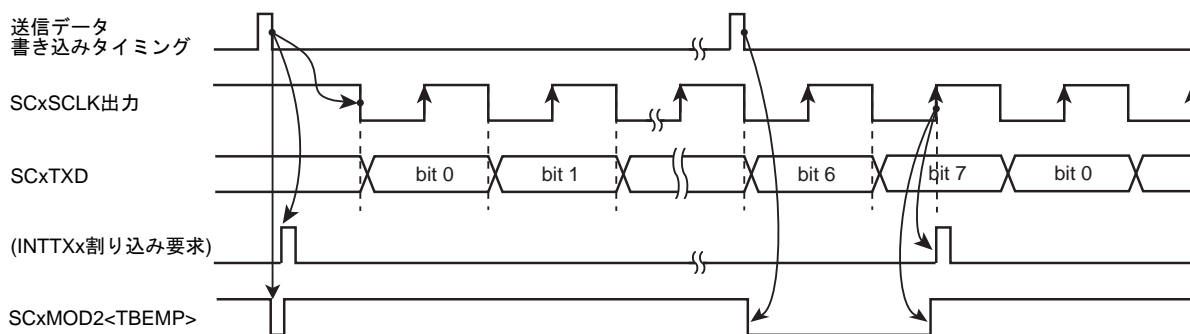 送信データ
書き込みタイミング
SCxSCLK出力
SCxTXD
bit 0
bit 1
bit 6
bit 7
bit 0
(INTTXx割り込み要求)
SCxMOD2<TBEMP>